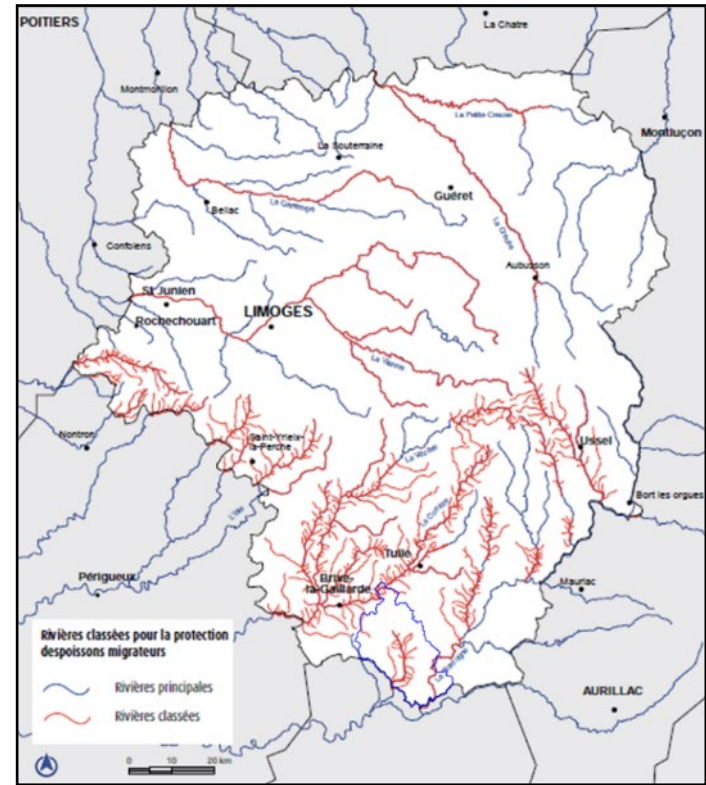 POITIERS
La Chatre
Montmorillon
La Petite Creuse
Montluçon
La Souterraine
Guéret
Bellac
La Gartempe
La Creuse
Confolens
Aubusson
St Junien
LIMOGES
Rochechouart
La Vienne
Nontron
Saint-Yrieix-
la-Perche
La Vézère
Ussel
Bort les orgues
L'Isle
La Corrèze
Tulle
Périgueux
Brive-
la-Gaillarde
Mauriac
AURILLAC
Rivières classées pour la protection
despoissons migrateurs
Rivières principales
Rivières classées
0
10
20 km